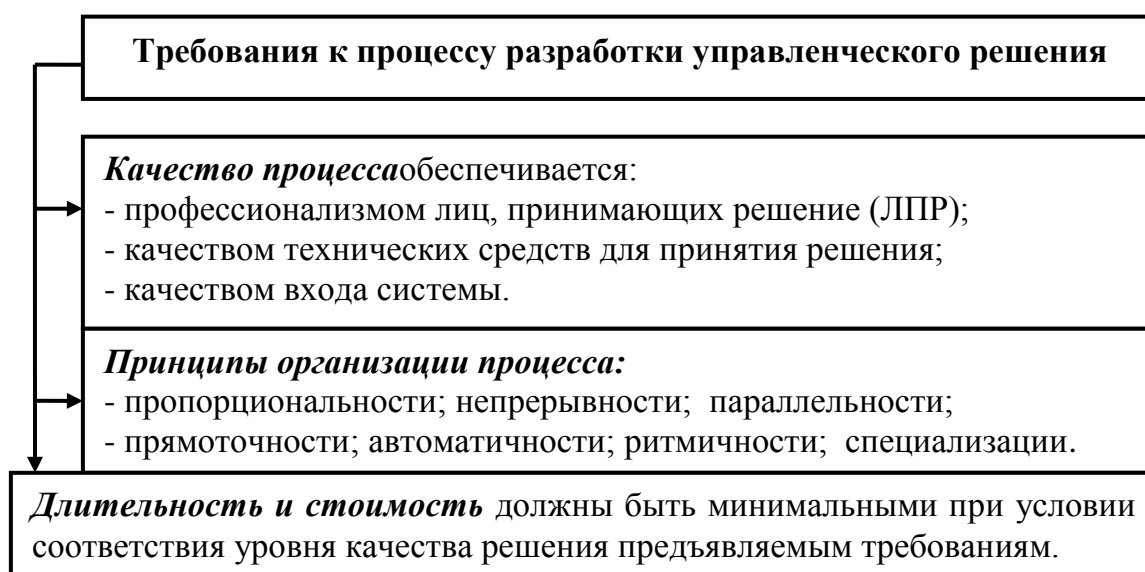 Требования к процессу разработки управленческого решения
Качество процессаобеспечивается:
- профессионализмом лиц, принимающих решение (ЛПР);
- качеством технических средств для принятия решения;
- качеством входа системы.
Принципы организации процесса:
- пропорциональности; непрерывности;  параллельности;
- прямоточности; автоматичности; ритмичности;  специализации.
Длительность и стоимость должны быть минимальными при условии
соответствия уровня качества решения предъявляемым требованиям.